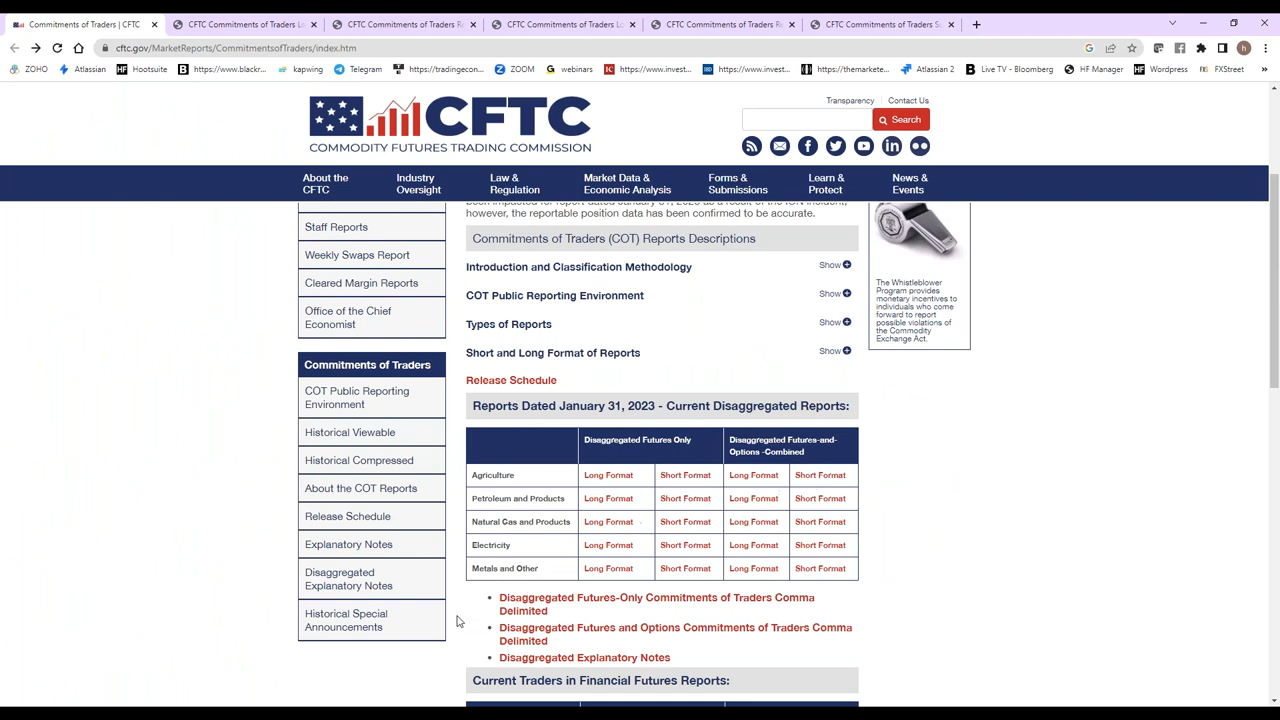 Commitments of Traders | CFTC
CFTC Commitments of Traders Lo
CFTC Commitments of Traders Re
CFTC Commitments of Traders Lo
CFTC Commitments of Traders Re
CFTC Commitments of Traders S
cftc.gov/MarketReports/CommitmentsofTraders/index.htm
ZOHO
Atlassian
Hootsuite
https://www.blackr...
kapwing
Telegram
https://tradingecon...
ZOOM
webinars
https://www.invest...
https://www.invest...
https://themarkete...
Atlassian 2
Live TV - Bloomberg
HF Manager
Wordpress
FXStreet
CFTC
COMMODITY FUTURES TRADING COMMISSION
Transparency
Contact Us
Search
About the
CFTC
Industry
Oversight
Law &
Regulation
Market Data &
Economic Analysis
Forms &
Submissions
Learn &
Protect
News &
Events
Staff Reports
Weekly Swaps Report
Cleared Margin Reports
Office of the Chief
Economist
Commitments of Traders
COT Public Reporting
Environment
Historical Viewable
Historical Compressed
About the COT Reports
Release Schedule
Explanatory Notes
Disaggregated
Explanatory Notes
Historical Special
Announcements
however, the reportable position data has been confirmed to be accurate.
Commitments of Traders (COT) Reports Descriptions
Introduction and Classification Methodology Show
COT Public Reporting Environment Show
Types of Reports Show
Short and Long Format of Reports Show
Release Schedule
Reports Dated January 31, 2023 - Current Disaggregated Reports:
Disaggregated Futures Only
Disaggregated Futures-and-
Options -Combined
Agriculture Long Format Short Format Long Format Short Format
Petroleum and Products Long Format Short Format Long Format Short Format
Natural Gas and Products Long Format Short Format Long Format Short Format
Electricity Long Format Short Format Long Format Short Format
Metals and Other Long Format Short Format Long Format Short Format
Disaggregated Futures-Only Commitments of Traders Comma
Delimited
Disaggregated Futures and Options Commitments of Traders Comma
Delimited
Disaggregated Explanatory Notes
Current Traders in Financial Futures Reports:
The Whistleblower
Program provides
monetary incentives to
individuals who come
forward to report
possible violations of
the Commodity
Exchange Act.